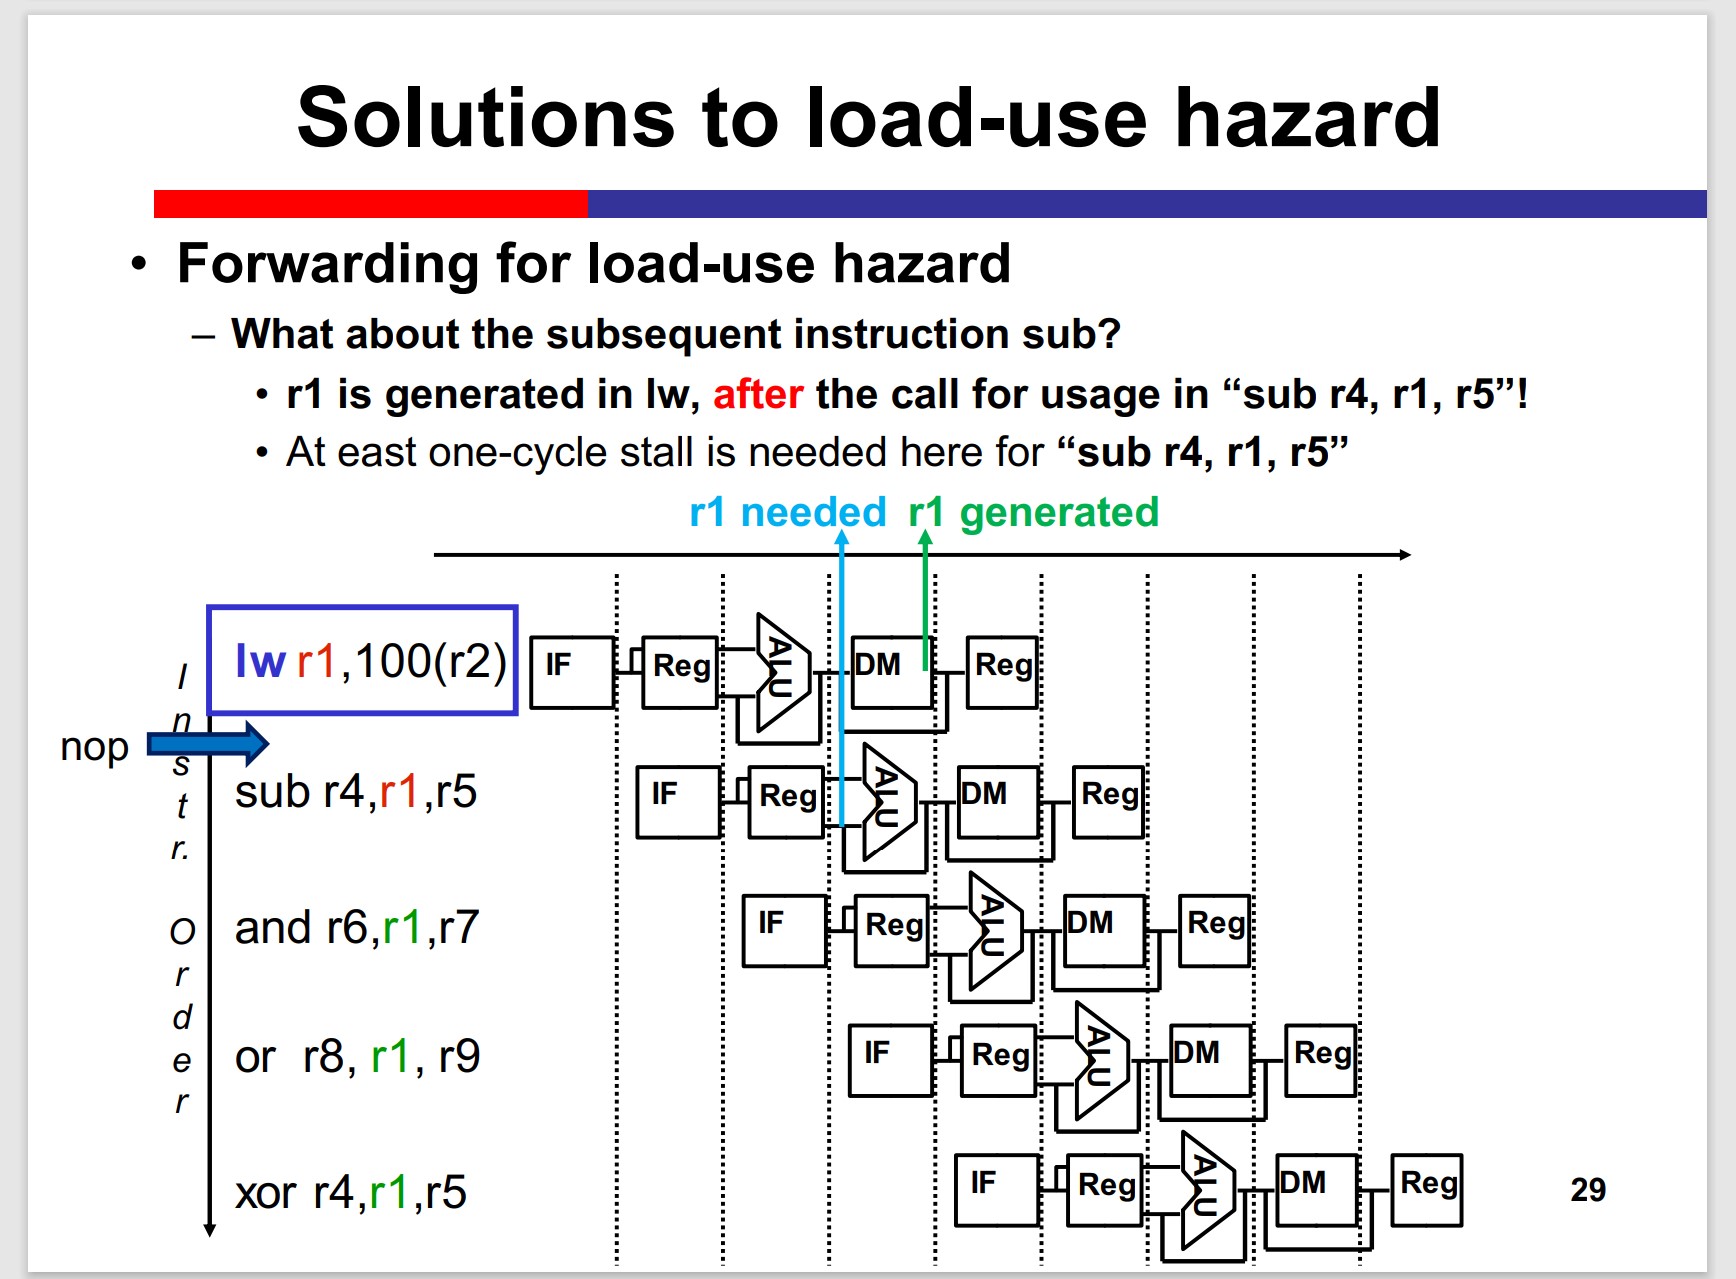 Solutions to load-use hazard
• Forwarding for load-use hazard
– What about the subsequent instruction sub?
• r1 is generated in lw, after the call for usage in “sub r4, r1, r5”!
• At east one-cycle stall is needed here for “sub r4, r1, r5”
r1 needed r1 generated
Instr. Order
lw r1,100(r2)
IF Reg ALU DM Reg
nop
sub r4,r1,r5
IF Reg ALU DM Reg
and r6,r1,r7
IF Reg ALU DM Reg
or r8, r1, r9
IF Reg ALU DM Reg
xor r4,r1,r5
IF Reg ALU DM Reg
29